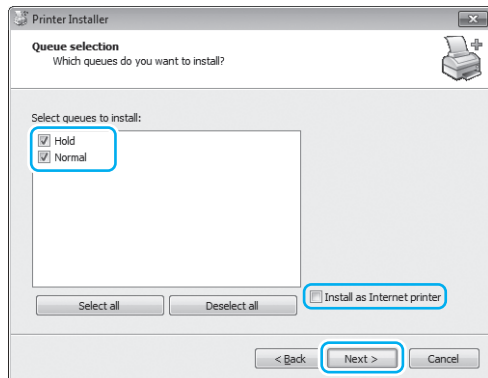 Printer Installer
Queue selection
Which queues do you want to install?
Select queues to install:
Hold
Normal
Install as Internet printer
Select all Deselect all
< Back Next > Cancel